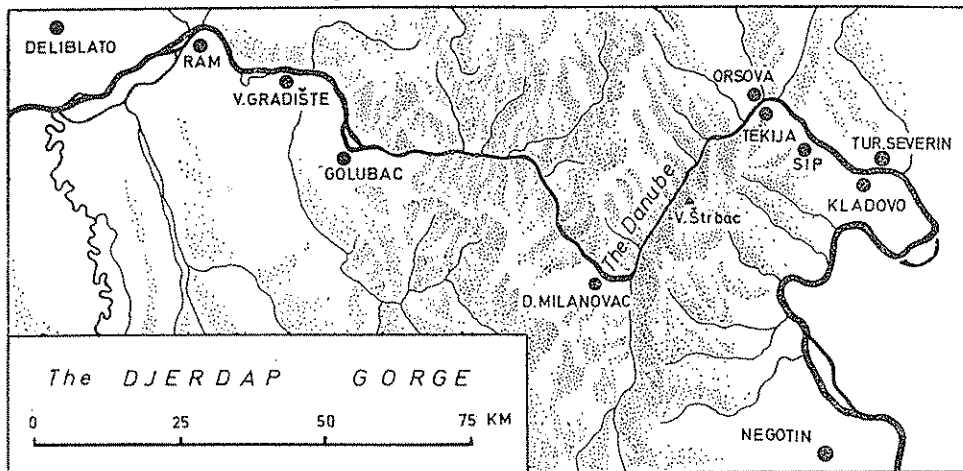 DELIBLATO
RAM
V.GRADIŠTE
GOLUBAC
ORSOVA
TEKIJA
SIP
TUR.SEVERIN
KLADOVO
The Danube
V.Štrbac
D.MILANOVAC
The DJERDAP GORGE
0 25 50 75 KM
NEGOTIN